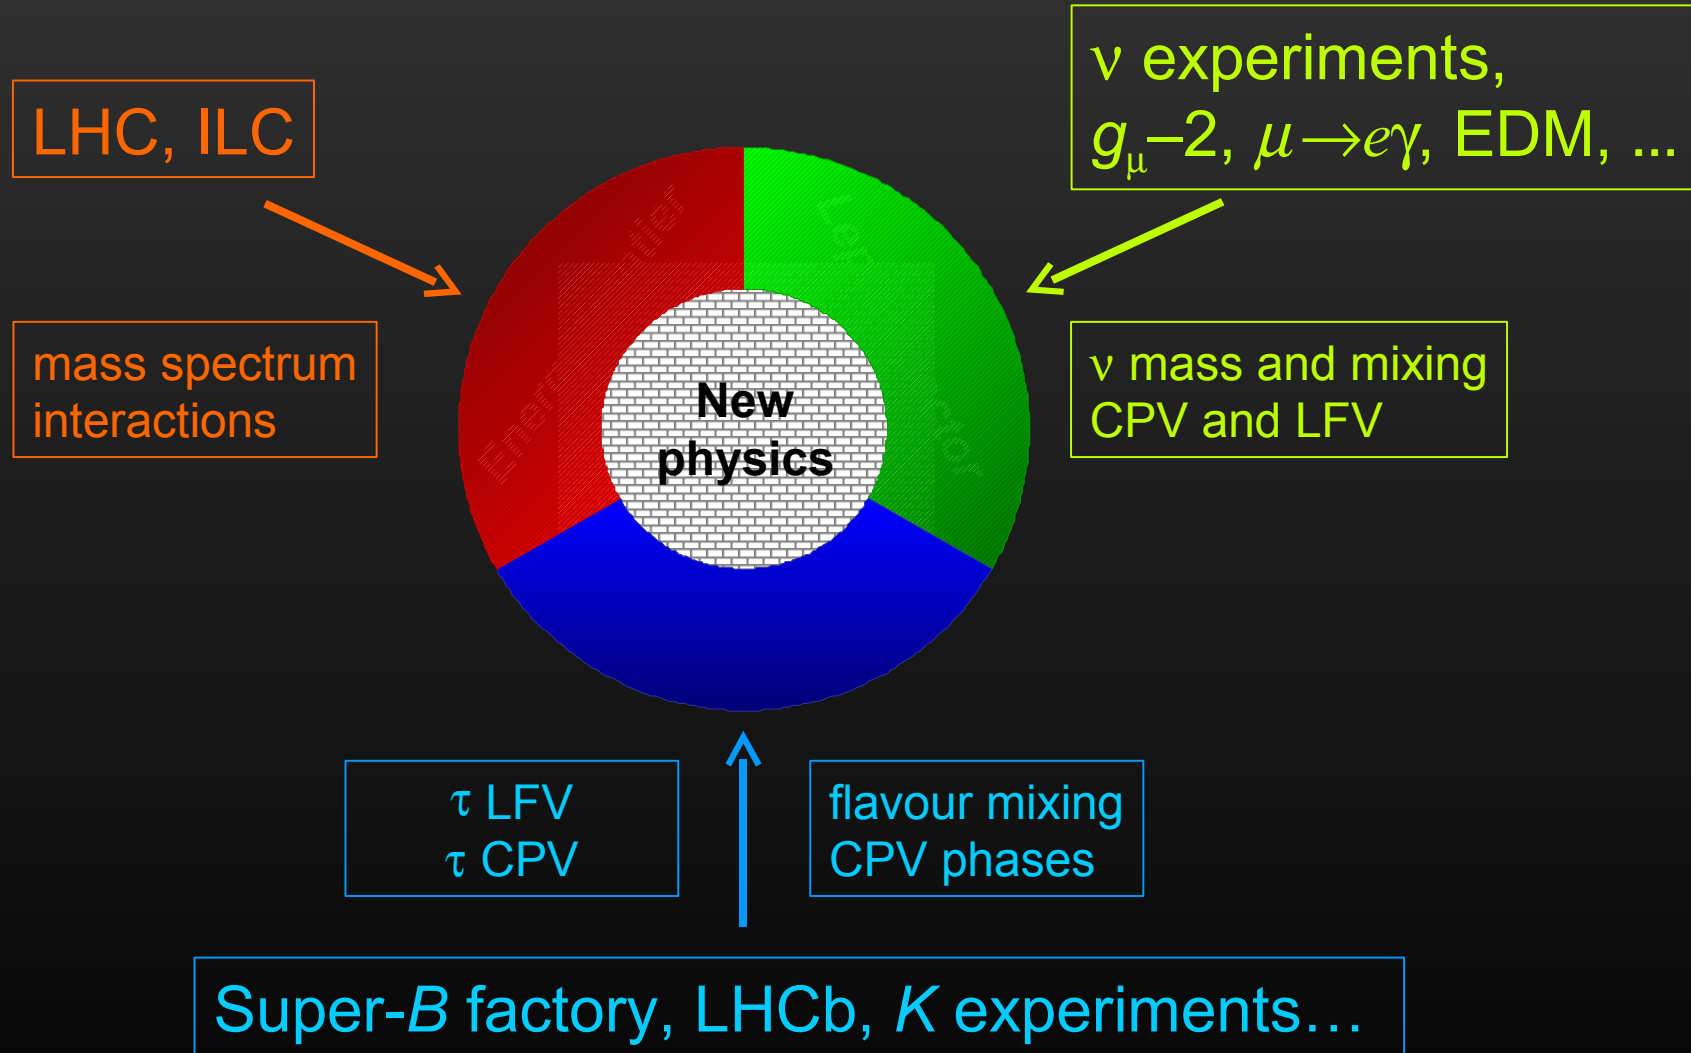 LHC, ILC
ν experiments,
gμ–2, μ→eγ, EDM, ...
mass spectrum
interactions
New
physics
ν mass and mixing
CPV and LFV
τ LFV
τ CPV
flavour mixing
CPV phases
Super-B factory, LHCb, K experiments…